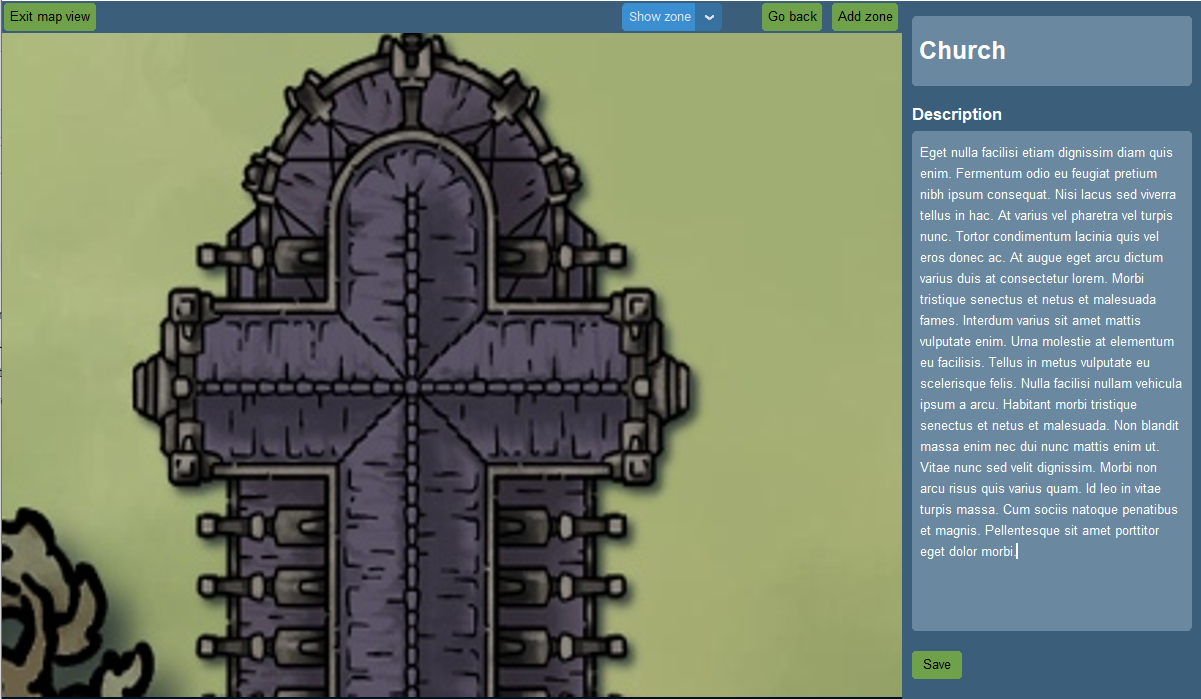 Exit map view
Show zone
Go back
Add zone
Church
Description
Eget nulla facilisi etiam dignissim diam quis
enim. Fermentum odio eu feugiat pretium
nibh ipsum consequat. Nisi lacus sed viverra
tellus in hac. At varius vel pharetra vel turpis
nunc. Tortor condimentum lacinia quis vel
eros donec ac. At augue eget arcu dictum
varius duis at consectetur lorem. Morbi
tristique senectus et netus et malesuada
fames. Interdum varius sit amet mattis
vulputate enim. Urna molestie at elementum
eu facilisis. Tellus in metus vulputate eu
scelerisque felis. Nulla facilisi nullam vehicula
ipsum a arcu. Habitant morbi tristique
senectus et netus et malesuada. Non blandit
massa enim nec dui nunc mattis enim ut.
Vitae nunc sed velit dignissim. Morbi non
arcu risus quis varius quam. Id leo in vitae
turpis massa. Cum sociis natoque penatibus
et magnis. Pellentesque sit amet porttitor
eget dolor morbi.
Save